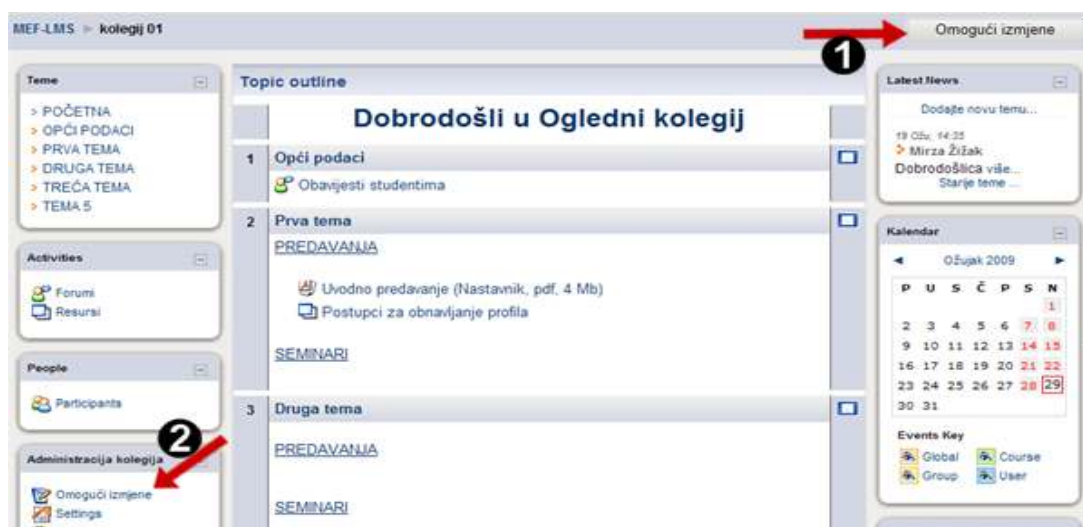 MEF-LMS ► kolegij 01
Omogući izmjene
1
Teme
> POČETNA
> OPĆI PODACI
> PRVA TEMA
> DRUGA TEMA
> TREĆA TEMA
> TEMA 5
Activities
Forumi
Resursi
People
Participants
2
Administracija kolegija
Omogući izmjene
Settings
Topic outline
Dobrodošli u Ogledni kolegij
1 Opći podaci
Obavijesti studentima
2 Prva tema
PREDAVANJA
Uvodno predavanje (Nastavnik, pdf, 4 Mb)
Postupci za obnavljanje profila
SEMINARI
3 Druga tema
PREDAVANJA
SEMINARI
Latest News
Dodajte novu temu...
19 Ožu, 14:35
> Mirza Žižak
Dobrodošlica više...
Starije teme ...
Kalendar
◄ Ožujak 2009 ►
P U S Č P S N
1
2 3 4 5 6 7 8
9 10 11 12 13 14 15
16 17 18 19 20 21 22
23 24 25 26 27 28 29
30 31
Events Key
Global Course
Group User